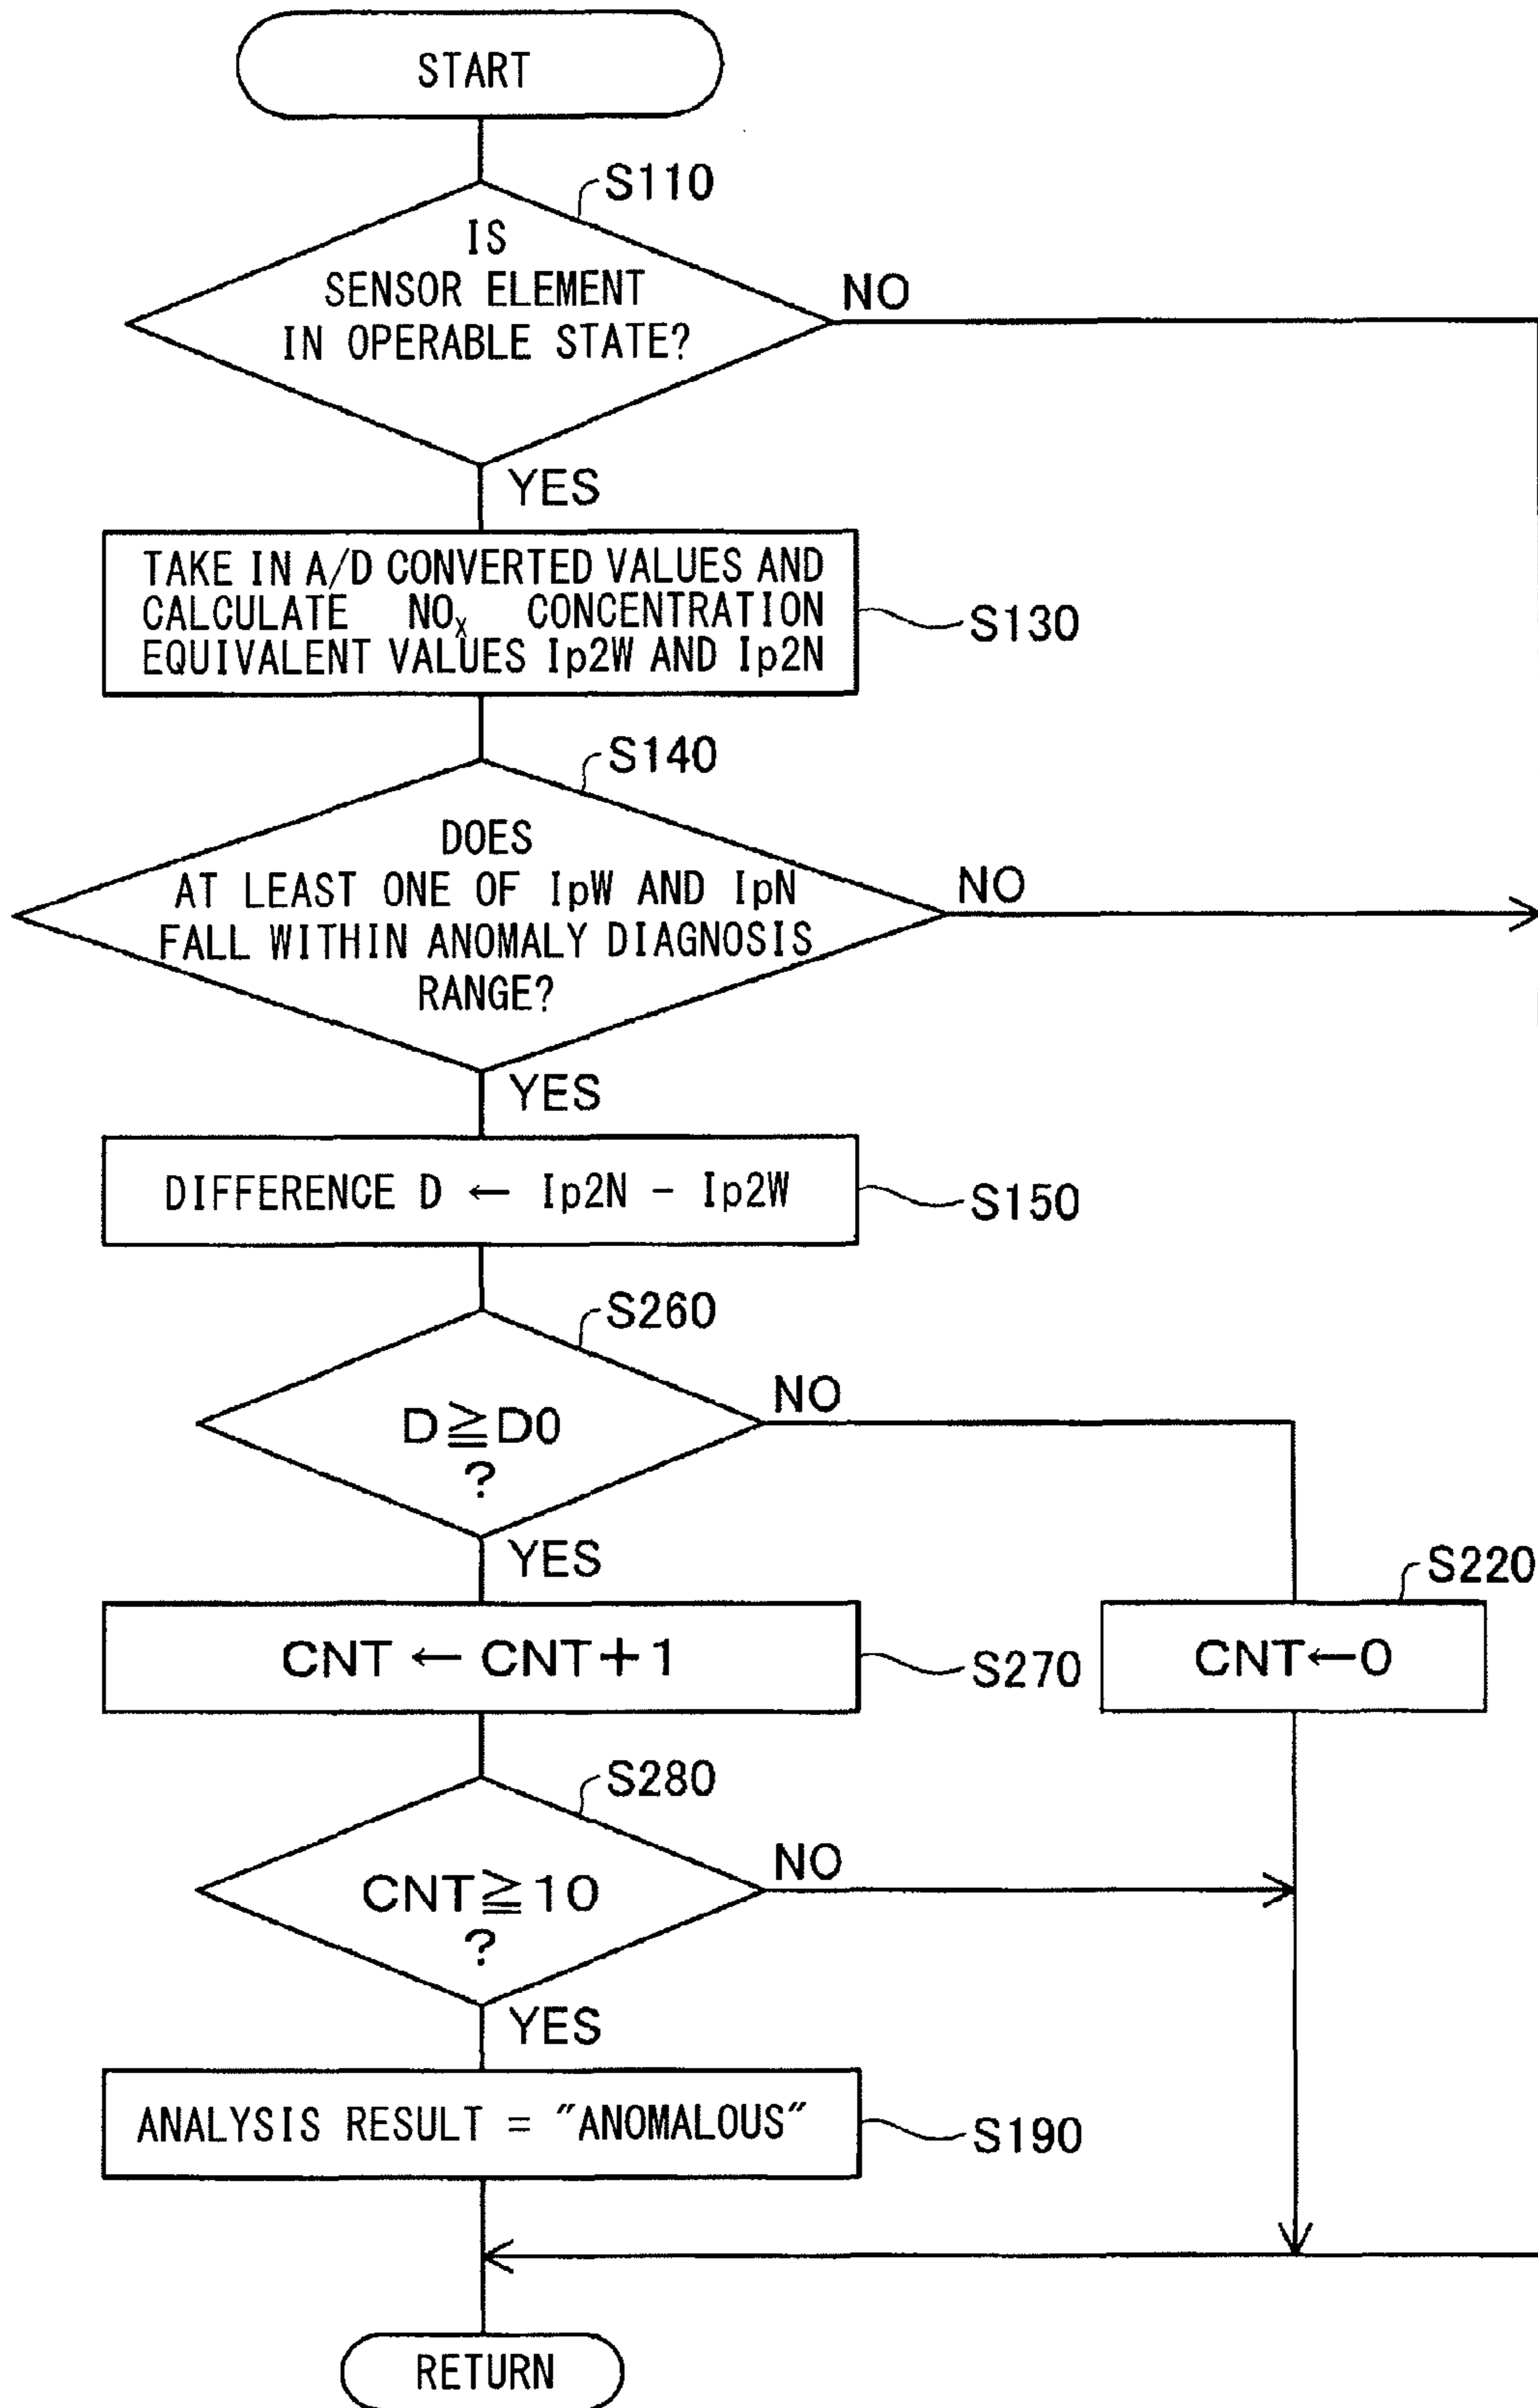 START
S110
IS
SENSOR ELEMENT
IN OPERABLE STATE?
NO
YES
TAKE IN A/D CONVERTED VALUES AND
CALCULATE NOₓ CONCENTRATION
EQUIVALENT VALUES Ip2W AND Ip2N
S130
S140
DOES
AT LEAST ONE OF IpW AND IpN
FALL WITHIN ANOMALY DIAGNOSIS
RANGE?
NO
YES
DIFFERENCE D ← Ip2N - Ip2W
S150
S260
D≧D0
?
NO
YES
S220
CNT ← CNT+1
S270
CNT←0
S280
CNT≧10
?
NO
YES
ANALYSIS RESULT = "ANOMALOUS"
S190
RETURN